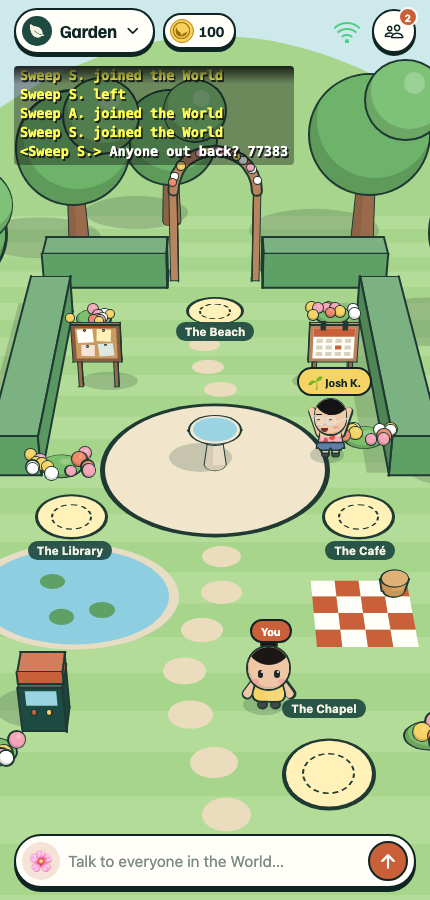 Garden
100
2
Sweep S. joined the World
Sweep S. left
Sweep A. joined the World
Sweep S. joined the World
<Sweep S.> Anyone out back? 77383
The Beach
Josh K.
The Library
The Café
You
The Chapel
Talk to everyone in the World...